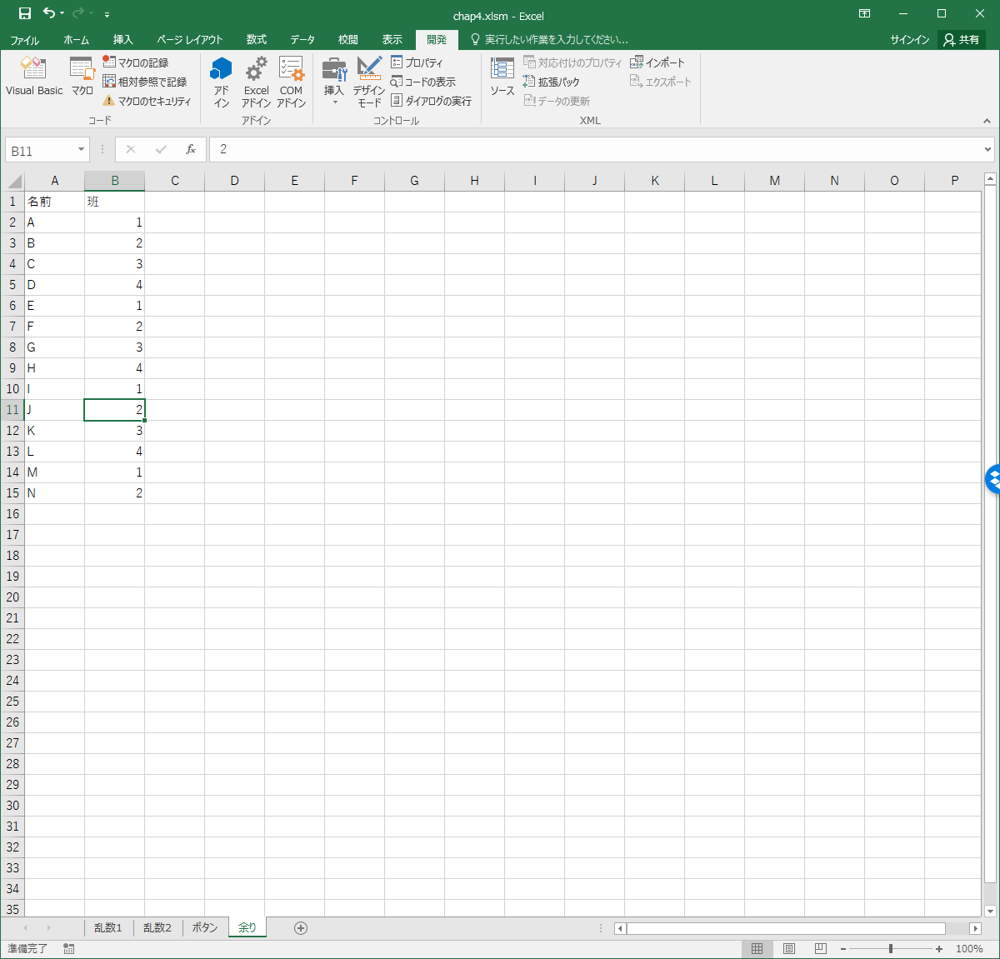 chap4.xlsm - Excel
ファイル ホーム 挿入 ページ レイアウト 数式 データ 校閲 表示 開発 実行したい作業を入力してください... サインイン 共有
Visual Basic マクロ マクロの記録 相対参照で記録 マクロのセキュリティ
アドイン Excel アドイン COM アドイン
挿入 デザイン モード プロパティ コードの表示 ダイアログの実行
ソース 対応付けのプロパティ 拡張パック データの更新 インポート エクスポート
コード アドイン コントロール XML
B11 fx 2
A B C D E F G H I J K L M N O P
1 名前 班
2 A 1
3 B 2
4 C 3
5 D 4
6 E 1
7 F 2
8 G 3
9 H 4
10 I 1
11 J 2
12 K 3
13 L 4
14 M 1
15 N 2
16
17
18
19
20
21
22
23
24
25
26
27
28
29
30
31
32
33
34
35
乱数1 乱数2 ボタン 余り
準備完了 100%